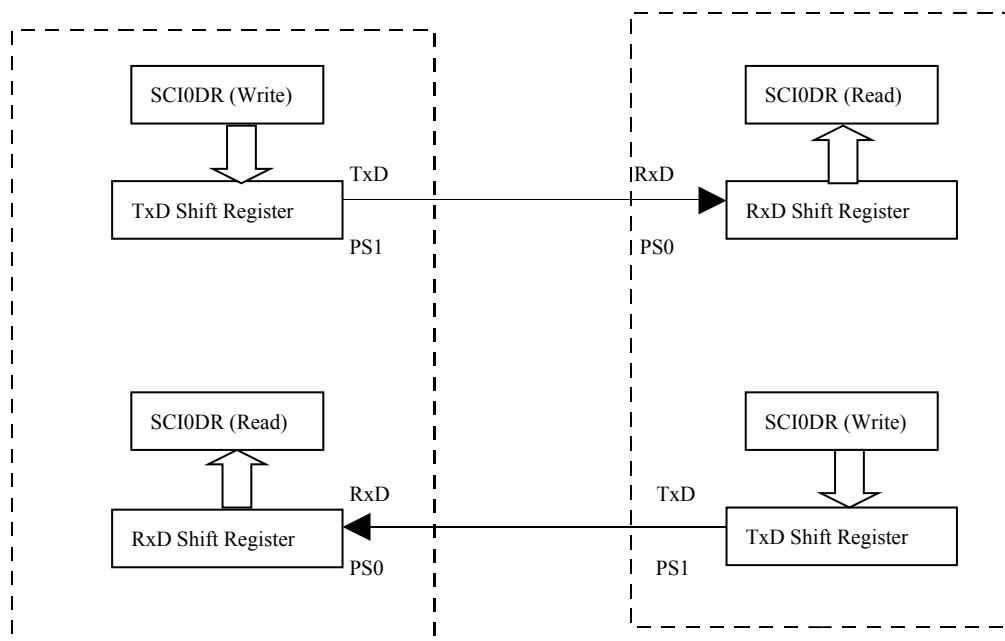 SCI0DR (Write)
SCI0DR (Read)
TxD
RxD
TxD Shift Register
RxD Shift Register
PS1
PS0
SCI0DR (Read)
SCI0DR (Write)
RxD
TxD
RxD Shift Register
TxD Shift Register
PS0
PS1